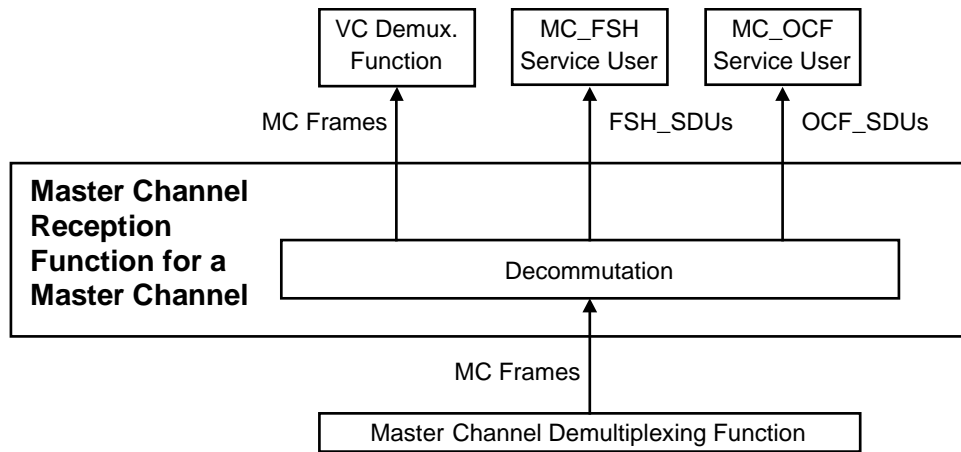 VC Demux.
Function
MC_FSH
Service User
MC_OCF
Service User
MC Frames
FSH_SDUs
OCF_SDUs
Master Channel
Reception
Function for a
Master Channel
Decommutation
MC Frames
Master Channel Demultiplexing Function